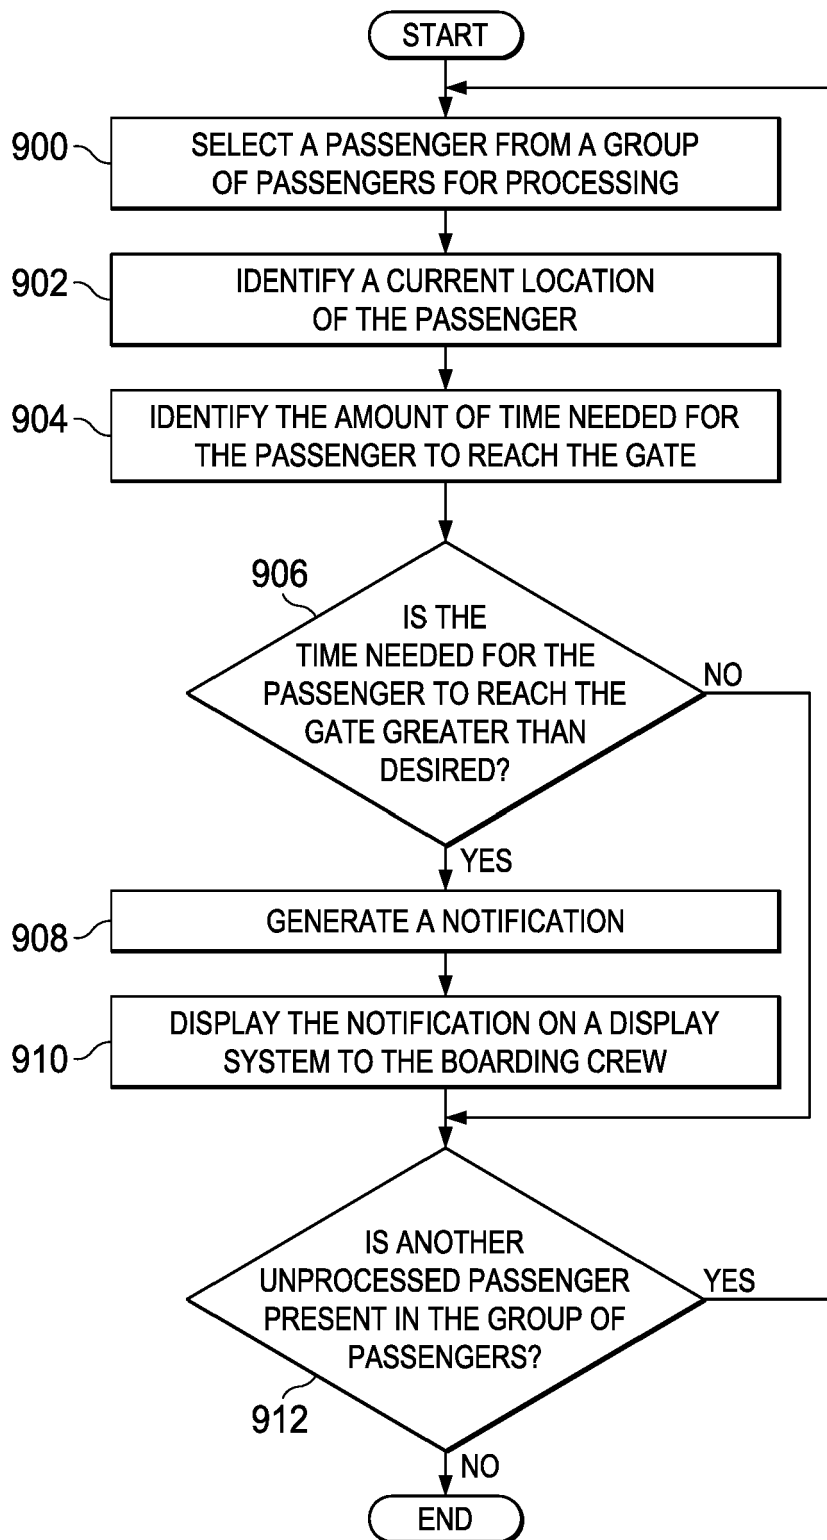 START
900
SELECT A PASSENGER FROM A GROUP
OF PASSENGERS FOR PROCESSING
902
IDENTIFY A CURRENT LOCATION
OF THE PASSENGER
904
IDENTIFY THE AMOUNT OF TIME NEEDED FOR
THE PASSENGER TO REACH THE GATE
906
IS THE
TIME NEEDED FOR THE
PASSENGER TO REACH THE
GATE GREATER THAN
DESIRED?
NO
YES
908
GENERATE A NOTIFICATION
910
DISPLAY THE NOTIFICATION ON A DISPLAY
SYSTEM TO THE BOARDING CREW
IS ANOTHER
UNPROCESSED PASSENGER
PRESENT IN THE GROUP OF
PASSENGERS?
YES
912
NO
END